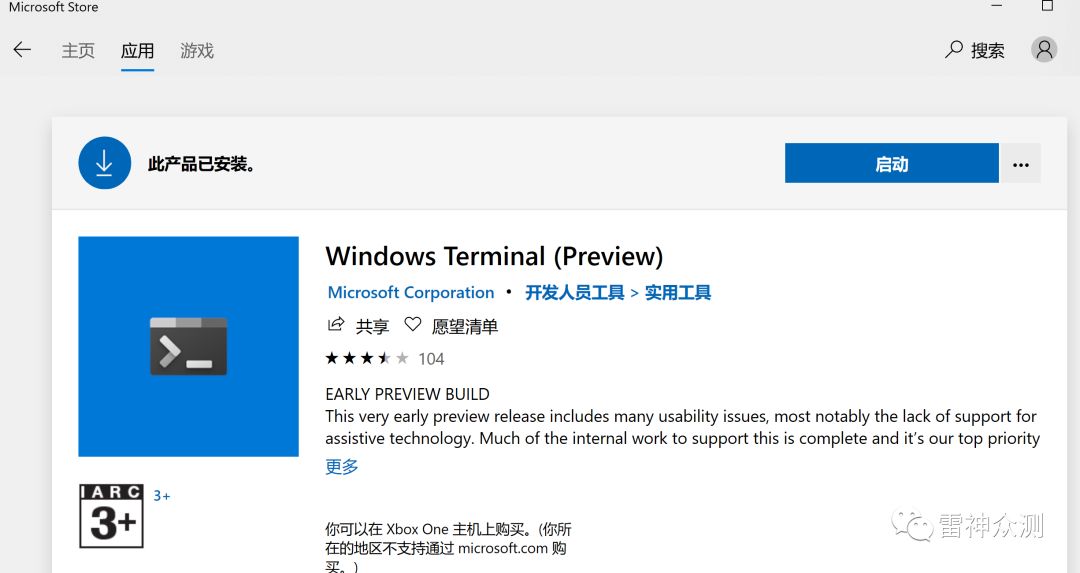 Microsoft Store
主页 应用 游戏 搜索
此产品已安装。
启动
Windows Terminal (Preview)
Microsoft Corporation • 开发人员工具 > 实用工具
共享 愿望清单
104
EARLY PREVIEW BUILD
This very early preview release includes many usability issues, most notably the lack of support for
assistive technology. Much of the internal work to support this is complete and it's our top priority
更多
IARC
3+
3+
你可以在 Xbox One 主机上购买。(你所
在的地区不支持通过 microsoft.com 购
买。)
雷神众测